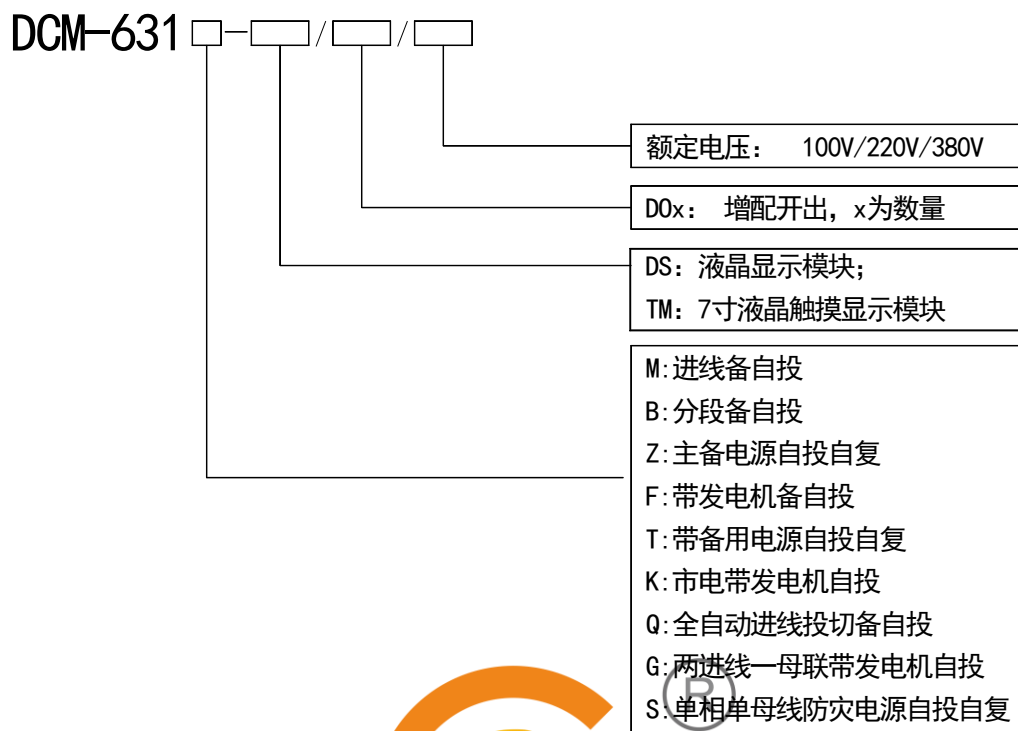 DCM-631 □-□/□/□
额定电压： 100V/220V/380V
DOx： 增配开出，x为数量
DS：液晶显示模块；
TM：7寸液晶触摸显示模块
M:进线备自投
B:分段备自投
Z:主备电源自投自复
F:带发电机备自投
T:带备用电源自投自复
K:市电带发电机自投
Q:全自动进线投切备自投
G:两进线一母联带发电机自投
S:单相单母线防灾电源自投自复
®